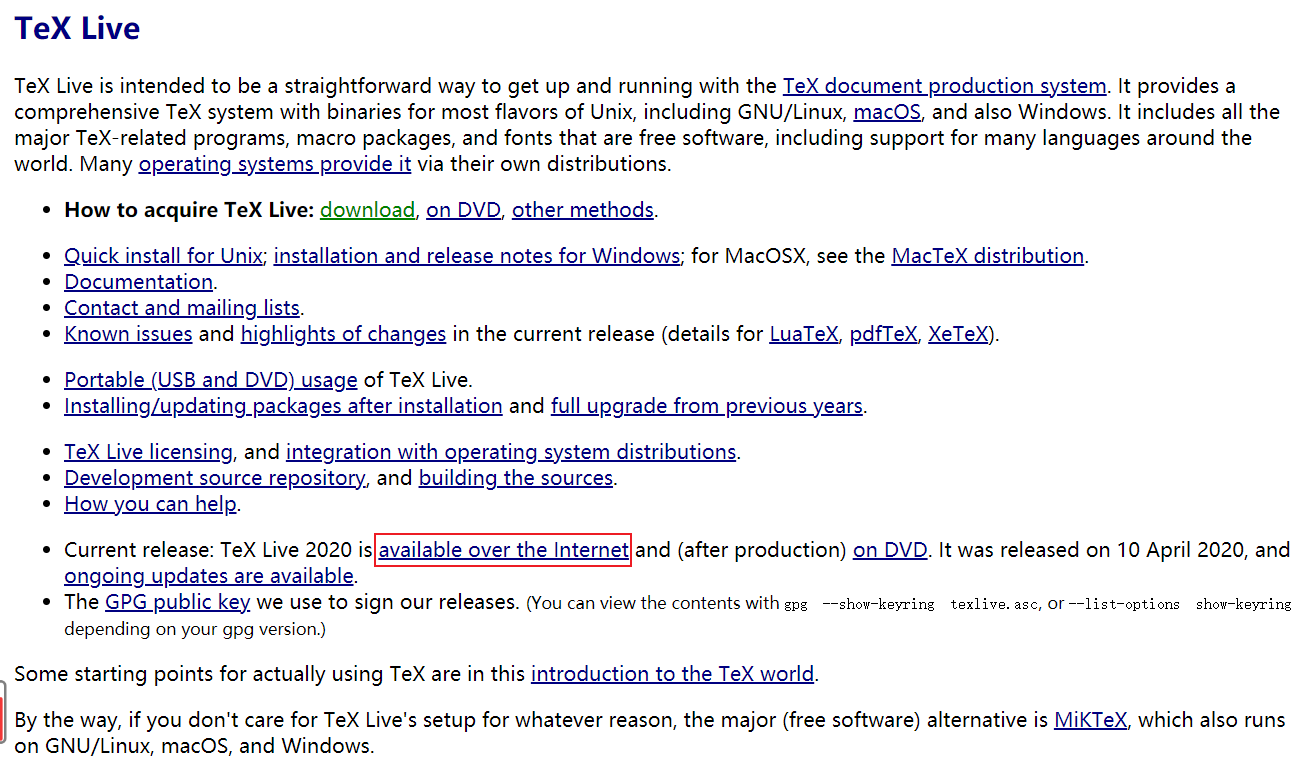 TeX Live
TeX Live is intended to be a straightforward way to get up and running with the TeX document production system. It provides a
comprehensive TeX system with binaries for most flavors of Unix, including GNU/Linux, macOS, and also Windows. It includes all the
major TeX-related programs, macro packages, and fonts that are free software, including support for many languages around the
world. Many operating systems provide it via their own distributions.
• How to acquire TeX Live: download, on DVD, other methods.
• Quick install for Unix; installation and release notes for Windows; for MacOSX, see the MacTeX distribution.
• Documentation.
• Contact and mailing lists.
• Known issues and highlights of changes in the current release (details for LuaTeX, pdfTeX, XeTeX).
• Portable (USB and DVD) usage of TeX Live.
• Installing/updating packages after installation and full upgrade from previous years.
• TeX Live licensing, and integration with operating system distributions.
• Development source repository, and building the sources.
• How you can help.
• Current release: TeX Live 2020 is available over the Internet and (after production) on DVD. It was released on 10 April 2020, and
ongoing updates are available.
• The GPG public key we use to sign our releases. (You can view the contents with gpg --show-keyring texlive.asc, or --list-options show-keyring
depending on your gpg version.)
Some starting points for actually using TeX are in this introduction to the TeX world.
By the way, if you don't care for TeX Live's setup for whatever reason, the major (free software) alternative is MiKTeX, which also runs
on GNU/Linux, macOS, and Windows.